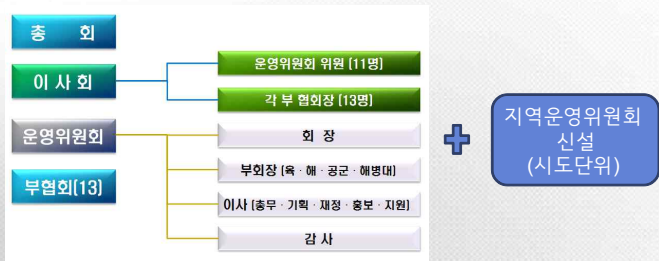 총 회
이 사 회
운영위원회
부협회(13)
운영위원회 위원 (11명)
각 부 협회장 (13명)
회 장
부회장 (육 · 해 · 공군 · 해병대)
이사 (총무 · 기획 · 재정 · 홍보 · 지원)
감 사
지역운영위원회
신설
(시도단위)